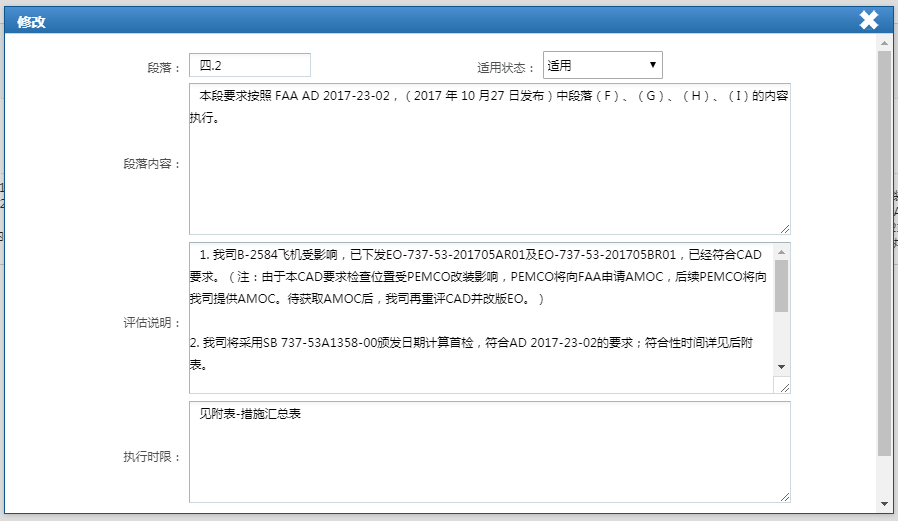 修改
段落： 四.2 适用状态： 适用
本段要求按照 FAA AD 2017-23-02，（2017 年 10 月27 日发布）中段落（F）、（G）、（H）、（I）的内容
执行。
段落内容：
1. 我司B-2584飞机受影响，已下发EO-737-53-201705AR01及EO-737-53-201705BR01，已经符合CAD
要求。（注：由于本CAD要求检查位置受PEMCO改装影响，PEMCO将向FAA申请AMOC，后续PEMCO将向
我司提供AMOC。待获取AMOC后，我司再重评CAD并改版EO。）
评估说明：
2. 我司将采用SB 737-53A1358-00颁发日期计算首检，符合AD 2017-23-02的要求；符合性时间详见后附
表。
见附表-措施汇总表
执行时限：